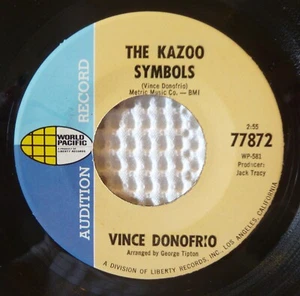 THE KAZOO
SYMBOLS
(Vince Donofrio)
Metric Music Co. — BMI
AUDITION RECORD
WORLD
PACIFIC
2:55
77872
WP-581
Producer:
Jack Tracy
VINCE DONOFRIO
Arranged by George Tipton
A DIVISION OF LIBERTY RECORDS, INC., LOS ANGELES, CALIFORNIA